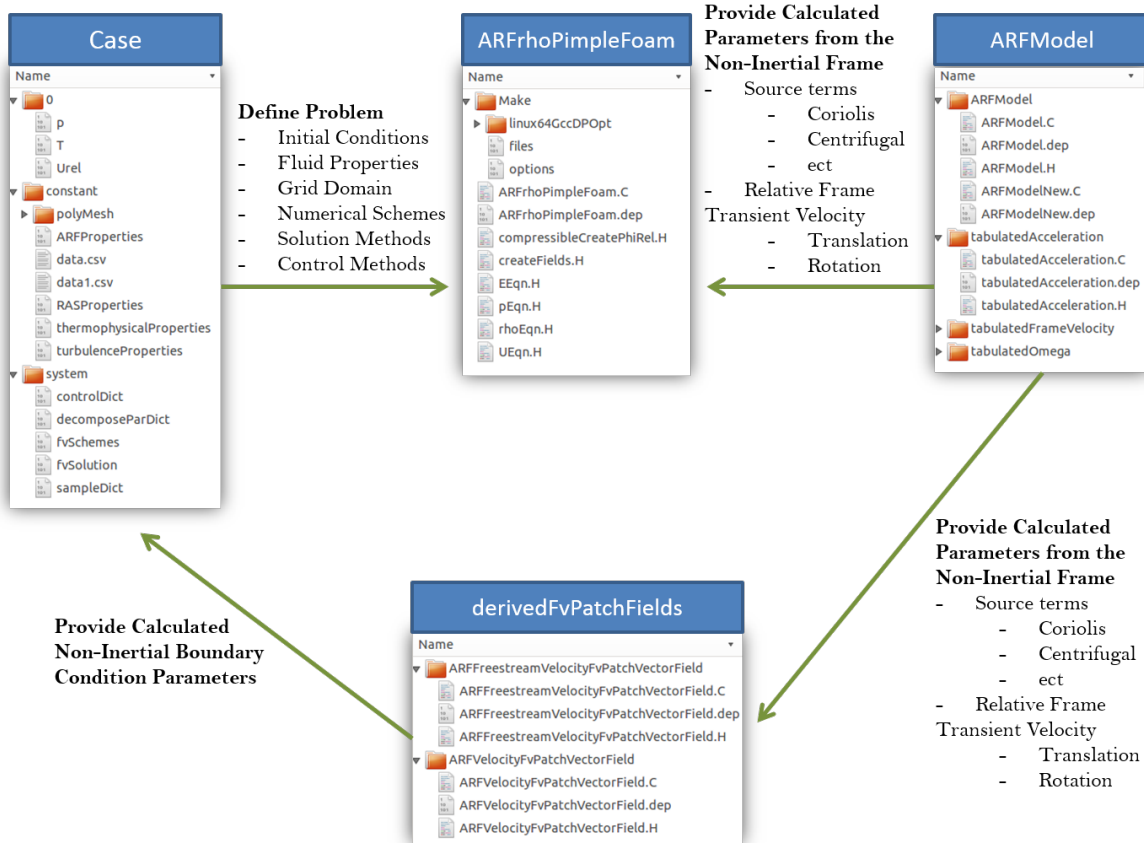 Case
Name
0
p
T
Urel
constant
polyMesh
ARFProperties
data.csv
data1.csv
RASProperties
thermophysicalProperties
turbulenceProperties
system
controlDict
decomposeParDict
fvSchemes
fvSolution
sampleDict
Define Problem
- Initial Conditions
- Fluid Properties
- Grid Domain
- Numerical Schemes
- Solution Methods
- Control Methods
ARFrhoPimpleFoam
Name
Make
linux64GccDPOpt
files
options
ARFrhoPimpleFoam.C
ARFrhoPimpleFoam.dep
compressibleCreatePhiRel.H
createFields.H
EEqn.H
pEqn.H
rhoEqn.H
UEqn.H
Provide Calculated
Parameters from the
Non-Inertial Frame
- Source terms
- Coriolis
- Centrifugal
- ect
- Relative Frame
Transient Velocity
- Translation
- Rotation
ARFModel
Name
ARFModel
ARFModel.C
ARFModel.dep
ARFModel.H
ARFModelNew.C
ARFModelNew.dep
tabulatedAcceleration
tabulatedAcceleration.C
tabulatedAcceleration.dep
tabulatedAcceleration.H
tabulatedFrameVelocity
tabulatedOmega
Provide Calculated
Parameters from the
Non-Inertial Frame
- Source terms
- Coriolis
- Centrifugal
- ect
- Relative Frame
Transient Velocity
- Translation
- Rotation
derivedFvPatchFields
Name
ARFFreestreamVelocityFvPatchVectorField
ARFFreestreamVelocityFvPatchVectorField.C
ARFFreestreamVelocityFvPatchVectorField.dep
ARFFreestreamVelocityFvPatchVectorField.H
ARFVelocityFvPatchVectorField
ARFVelocityFvPatchVectorField.C
ARFVelocityFvPatchVectorField.dep
ARFVelocityFvPatchVectorField.H
Provide Calculated
Non-Inertial Boundary
Condition Parameters